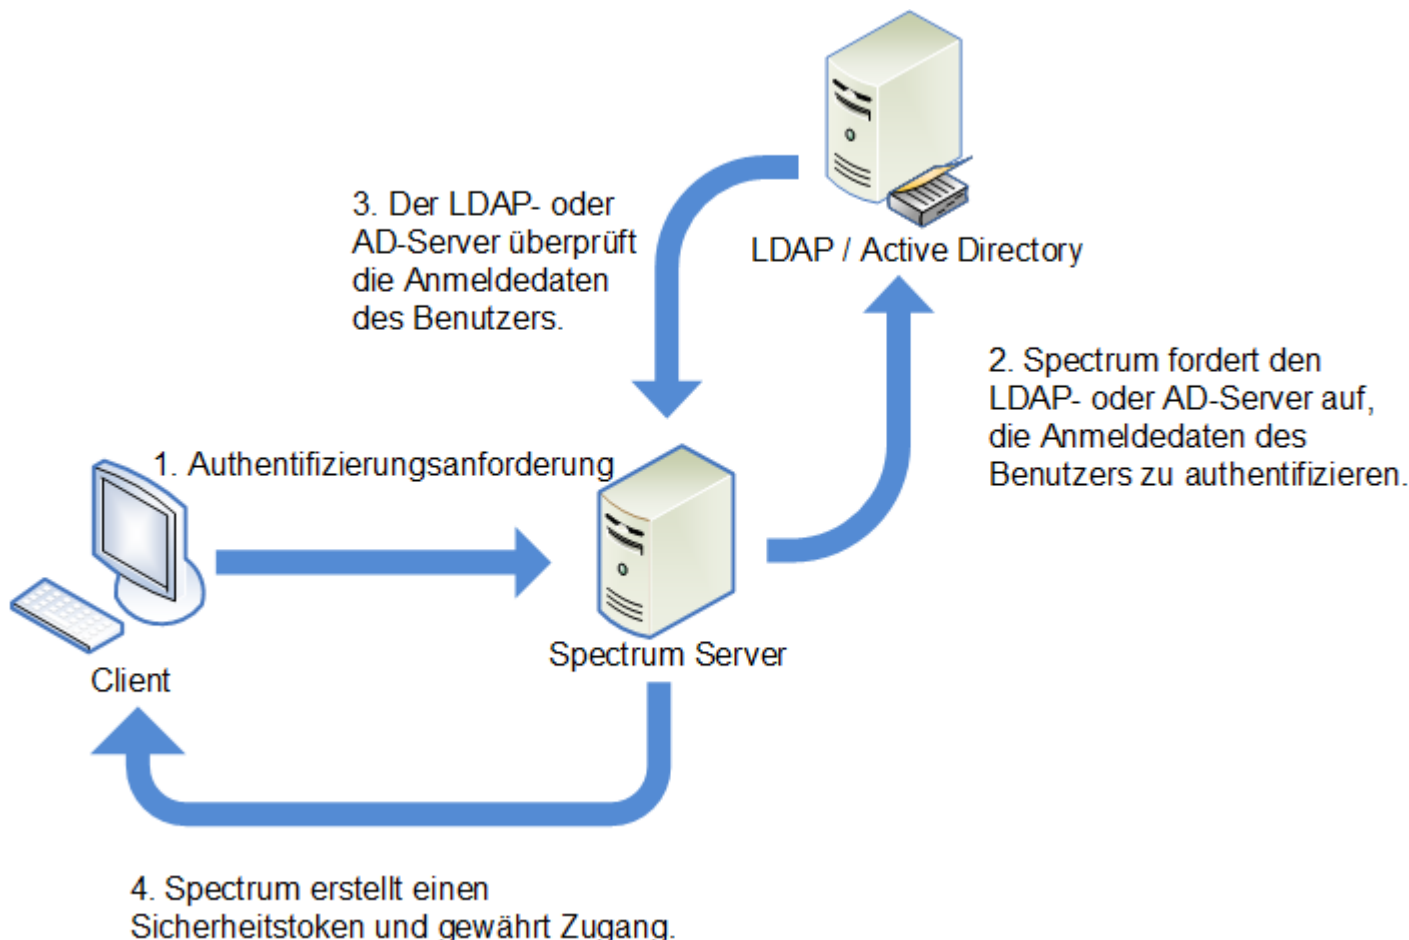 1. Authentifizierungsanforderung
Client
Spectrum Server
2. Spectrum fordert den
LDAP- oder AD-Server auf,
die Anmeldedaten des
Benutzers zu authentifizieren.
LDAP / Active Directory
3. Der LDAP- oder
AD-Server überprüft
die Anmeldedaten
des Benutzers.
4. Spectrum erstellt einen
Sicherheitstoken und gewährt Zugang.